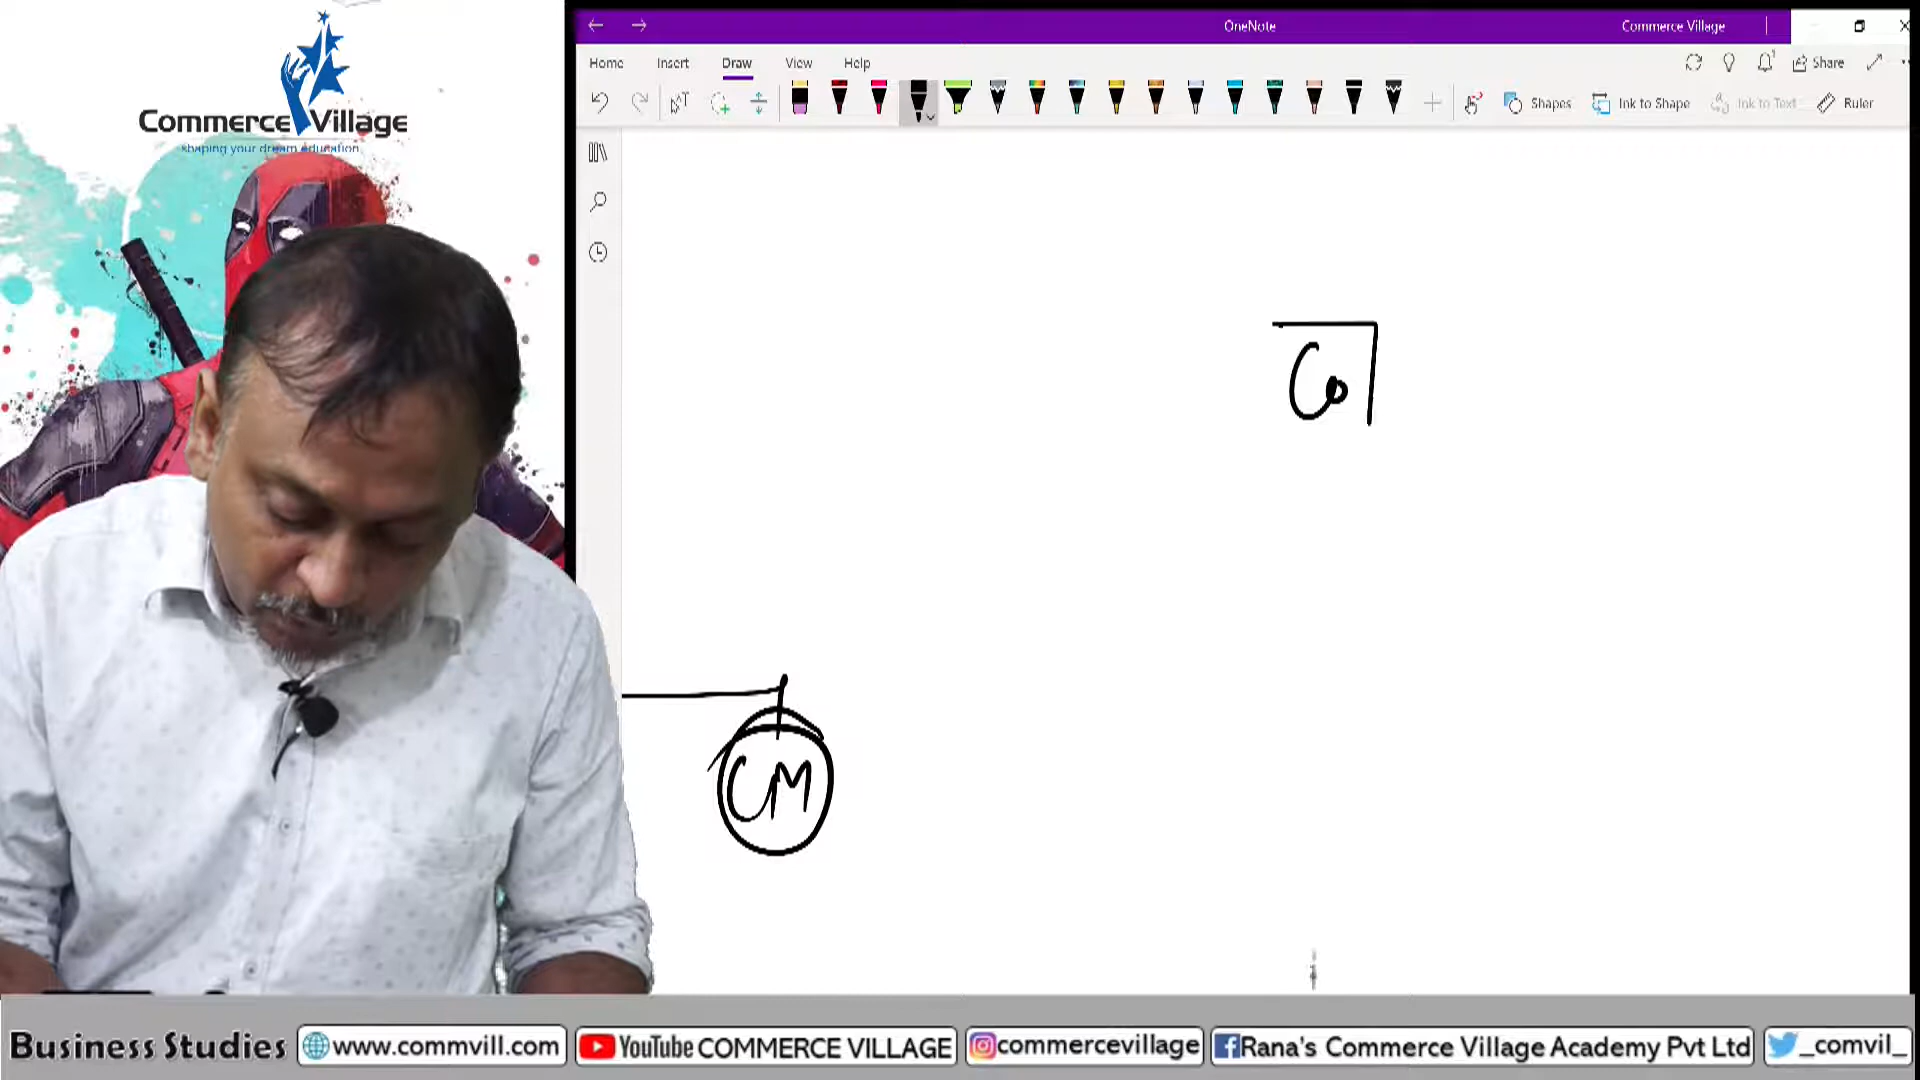 Commerce Village
shaping your dream education
OneNote
Commerce Village
Home Insert Draw View Help
Share
T
Shapes Ink to Shape Ink to Text Ruler
Co
CM
Business Studies www.commvill.com YouTube COMMERCE VILLAGE commercevillage Rana's Commerce Village Academy Pvt Ltd _comvil_